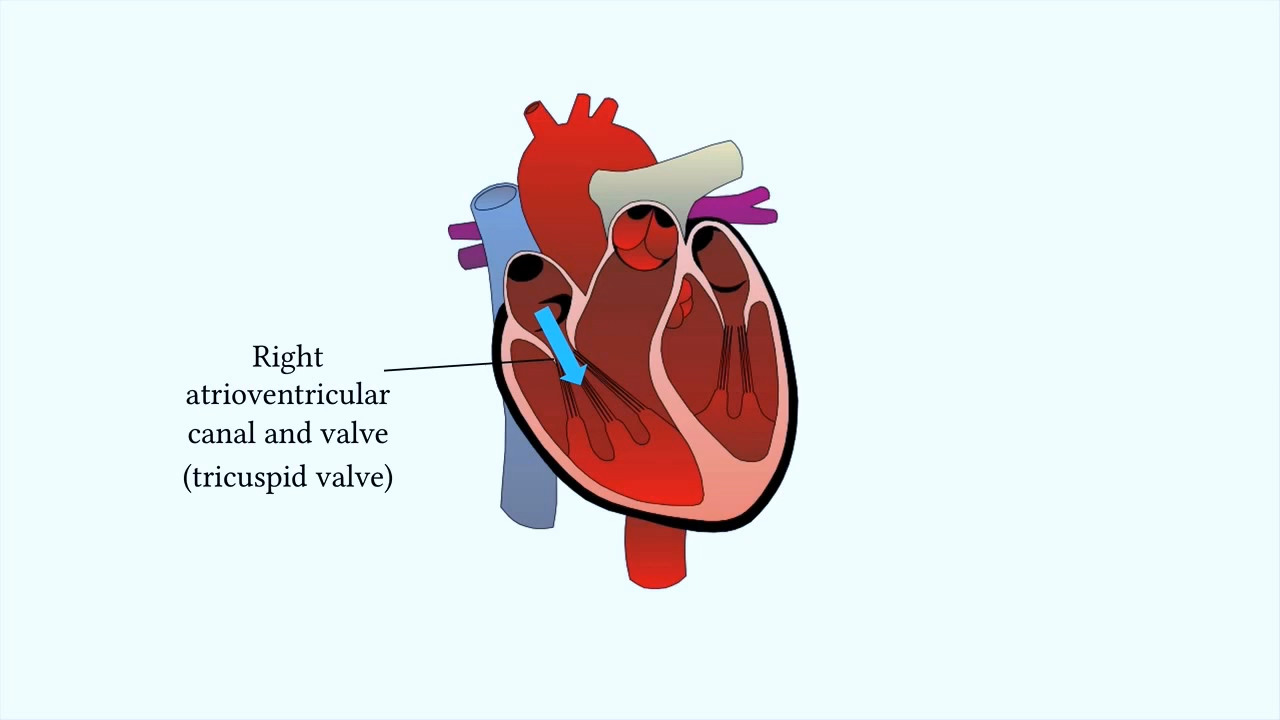 Right
atrioventricular
canal and valve
(tricuspid valve)